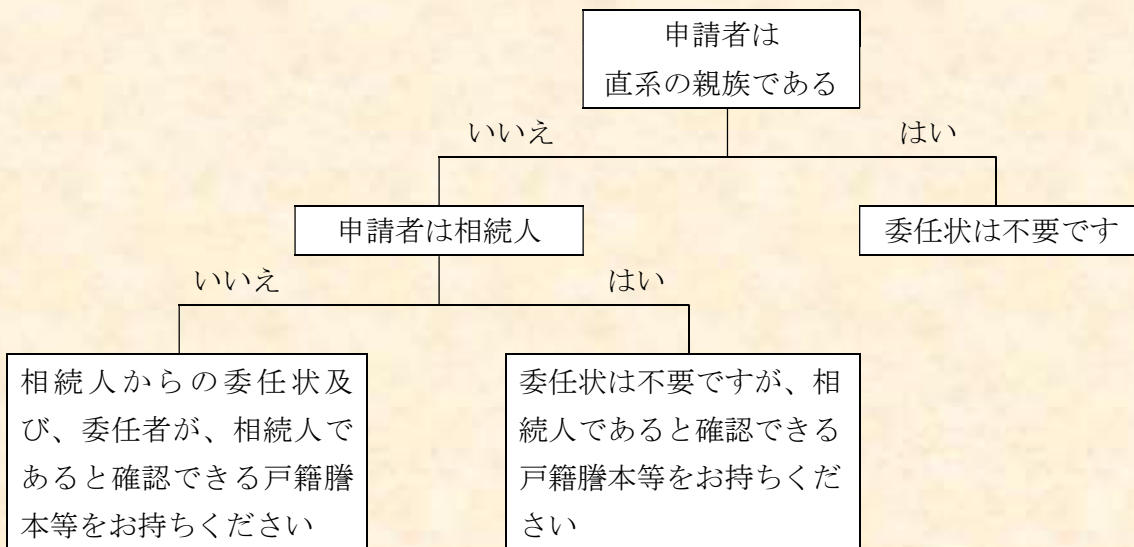 申請者は
直系の親族である
いいえ
はい
申請者は相続人
委任状は不要です
いいえ
はい
相続人からの委任状及
び、委任者が、相続人で
あると確認できる戸籍謄
本等をお持ちください
委任状は不要ですが、相
続人であると確認できる
戸籍謄本等をお持ちくだ
さい